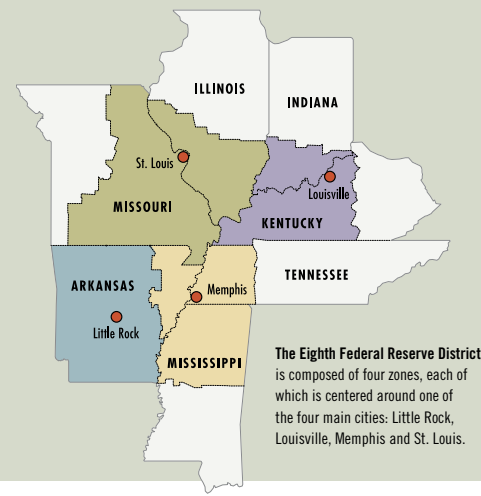 ILLINOIS
INDIANA
St. Louis
Louisville
MISSOURI
KENTUCKY
TENNESSEE
ARKANSAS
Memphis
Little Rock
MISSISSIPPI
The Eighth Federal Reserve District
is composed of four zones, each of
which is centered around one of
the four main cities: Little Rock,
Louisville, Memphis and St. Louis.